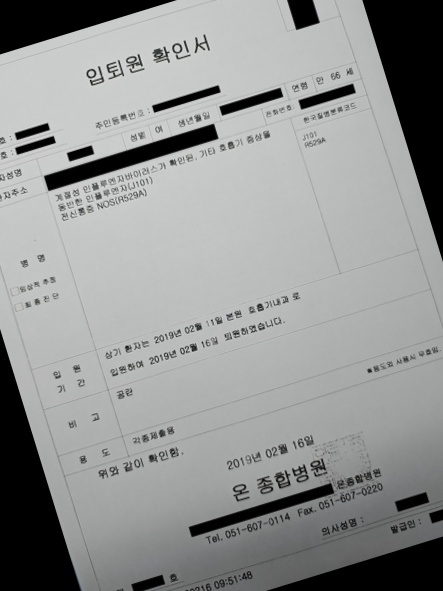 입퇴원 확인서
호 :
호 :
주민등록번호 :
자성명
성별 여 생년월일
연령 만 66 세
자주소
전화번호
한국질병분류코드
병 명
계절성 인플루엔자바이러스가 확인된, 기타 호흡기 증상을
동반한 인플루엔자(J101)
전신통증 NOS(R529A)
J101
R529A
임상적 추정
최종진단
입 원
기 간
상기 환자는 2019년 02월 11일 본원 호흡기내과 로
입원하여 2019년 02월 16일 퇴원하였습니다.
비 고
공란
■용도외 사용시 무효임.
용 도
각종제출용
위와 같이 확인함.
2019년 02월 16일
온 종합병원
온종합병원
Tel. 051-607-0114 Fax. 051-607-0220
의사성명 :
호
발급인 :
0216 09:51:48